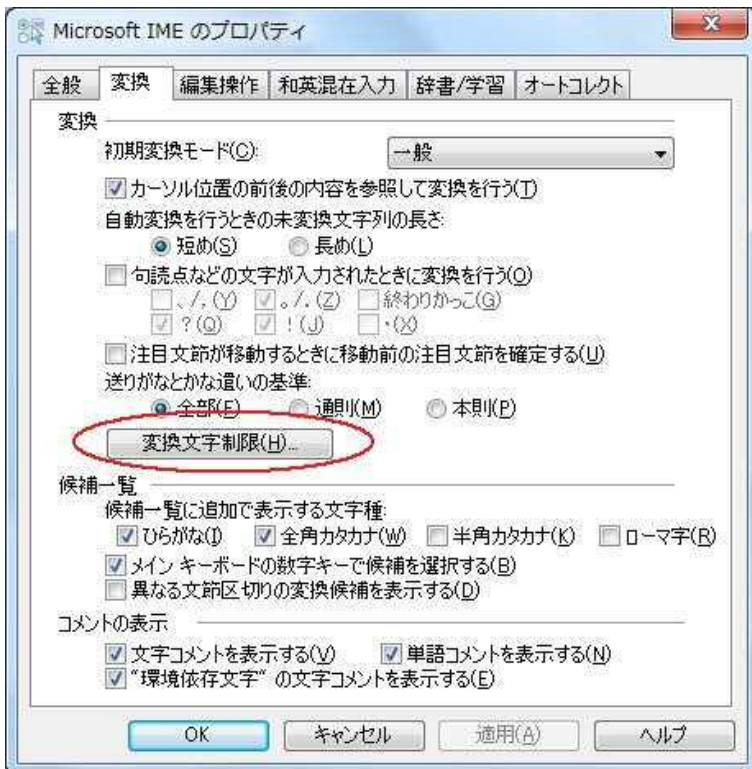 Microsoft IME のプロパティ
全般 変換 編集操作 和英混在入力 辞書/学習 オートコレクト
変換
初期変換モード(C): 一般
カーソル位置の前後の内容を参照して変換を行う(T)
自動変換を行うときの未変換文字列の長さ:
短め(S) 長め(L)
句読点などの文字が入力されたときに変換を行う(O)
、/,(Y) 。/.(Z) 終わりかっこ(G)
?(Q) !(J) ・(X)
注目文節が移動するときに移動前の注目文節を確定する(U)
送りがなとかな遣いの基準:
全部(F) 通則(M) 本則(P)
変換文字制限(H)...
候補一覧
候補一覧に追加で表示する文字種:
ひらがな(I) 全角カタカナ(W) 半角カタカナ(K) ローマ字(R)
メイン キーボードの数字キーで候補を選択する(B)
異なる文節区切りの変換候補を表示する(D)
コメントの表示
文字コメントを表示する(V) 単語コメントを表示する(N)
“環境依存文字“ の文字コメントを表示する(E)
OK キャンセル 適用(A) ヘルプ